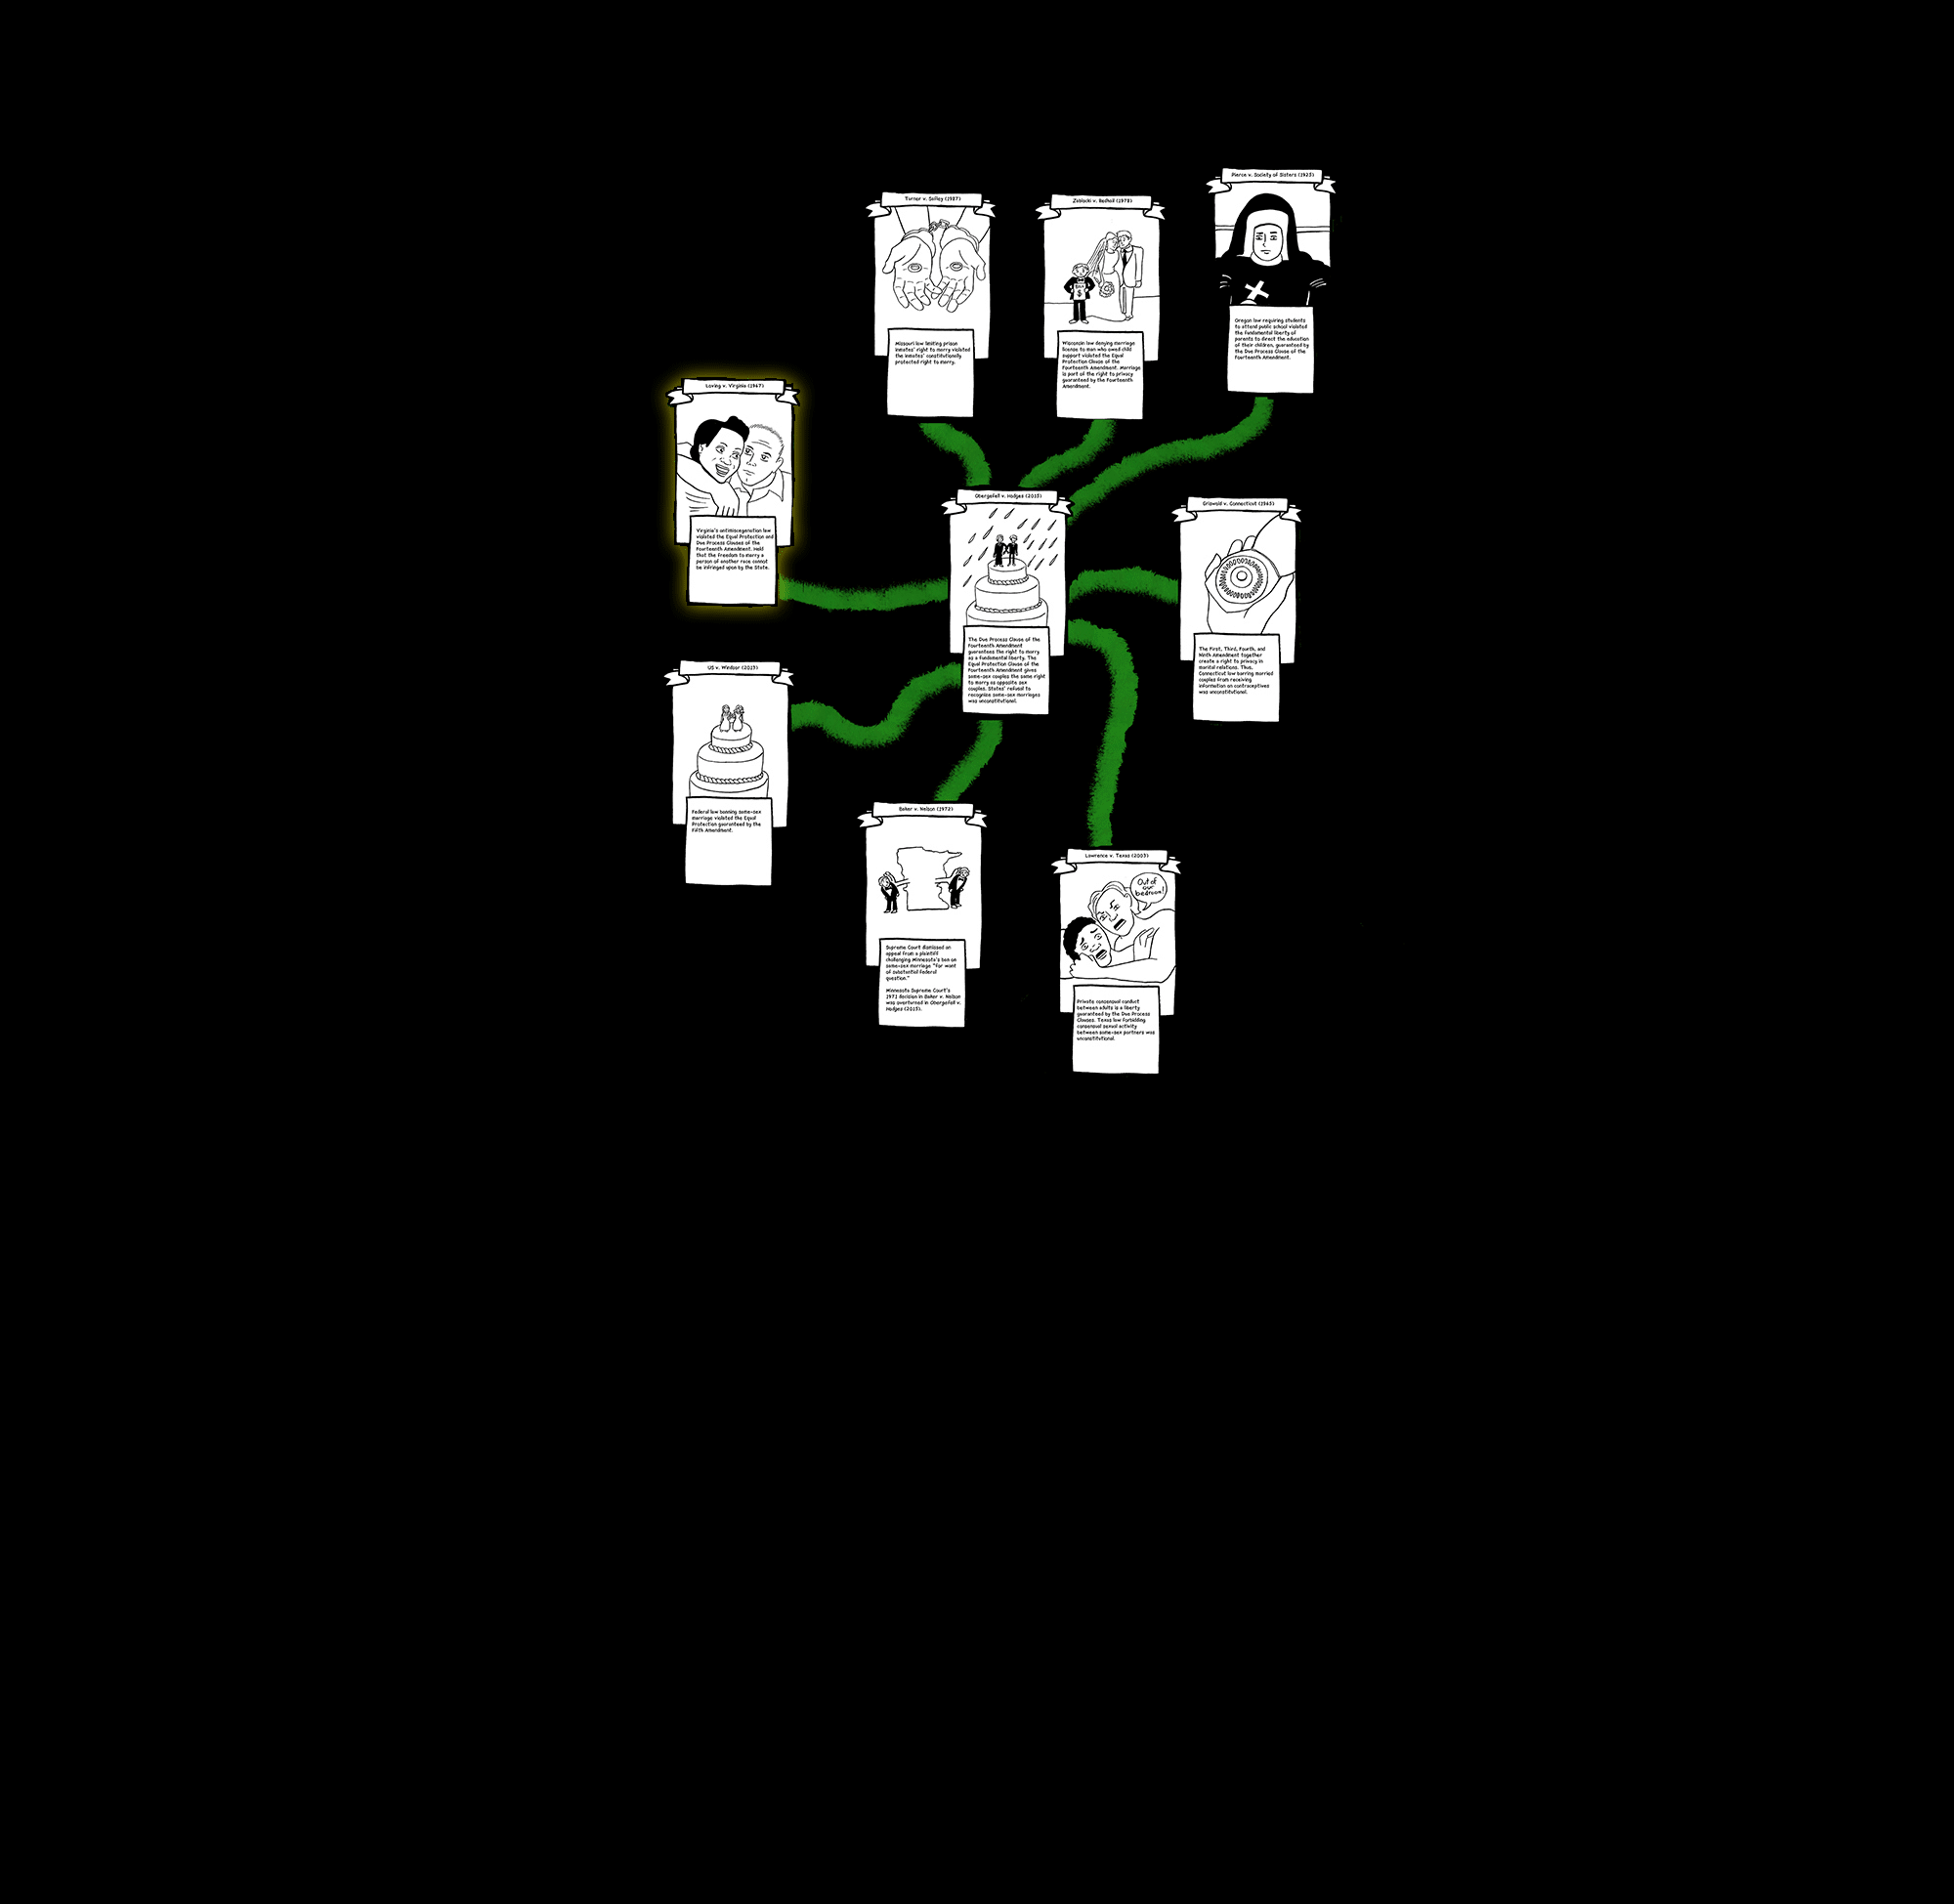 Pierce v. Society of Sisters (1925)
Oregon law requiring students
to attend public school violated
the fundamental liberty of
parents to direct the education
of their children, guaranteed by
the Due Process Clause of the
Fourteenth Amendment.
Turner v. Safley (1987)
Missouri law limiting prison
inmates' right to marry violated
the inmates' constitutionally
protected right to marry.
Zablocki v. Redhail (1978)
Wisconsin law denying marriage
license to men who owed child
support violated the Equal
Protection Clause of the
Fourteenth Amendment. Marriage
is part of the right to privacy
guaranteed by the Fourteenth
Amendment.
Loving v. Virginia (1967)
Virginia's antimiscegenation law
violated the Equal Protection and
Due Process Clauses of the
Fourteenth Amendment. Held
that the freedom to marry a
person of another race cannot
be infringed upon by the State.
Obergefell v. Hodges (2015)
The Due Process Clause of the
Fourteenth Amendment
guarantees the right to marry
as a fundamental liberty. The
Equal Protection Clause of the
Fourteenth Amendment gives
same-sex couples the same right
to marry as opposite sex
couples. States' refusal to
recognize same-sex marriages
was unconstitutional.
Griswold v. Connecticut (1965)
The First, Third, Fourth, and
Ninth Amendment together
create a right to privacy in
marital relations. Thus,
Connecticut law barring married
couples from receiving
information on contraceptives
was unconstitutional.
US v. Windsor (2013)
Federal law banning same-sex
marriage violated the Equal
Protection guaranteed by the
Fifth Amendment.
Baker v. Nelson (1972)
Supreme Court dismissed an
appeal from a plaintiff
challenging Minnesota's ban on
same-sex marriage "for want
of substantial federal
question."
Minnesota Supreme Court's
1971 decision in Baker v. Nelson
was overturned in Obergefell v.
Hodges (2015).
Lawrence v. Texas (2003)
Out of
our
bedroom!
Private consensual conduct
between adults is a liberty
guaranteed by the Due Process
Clauses. Texas law forbidding
consensual sexual activity
between same-sex partners was
unconstitutional.